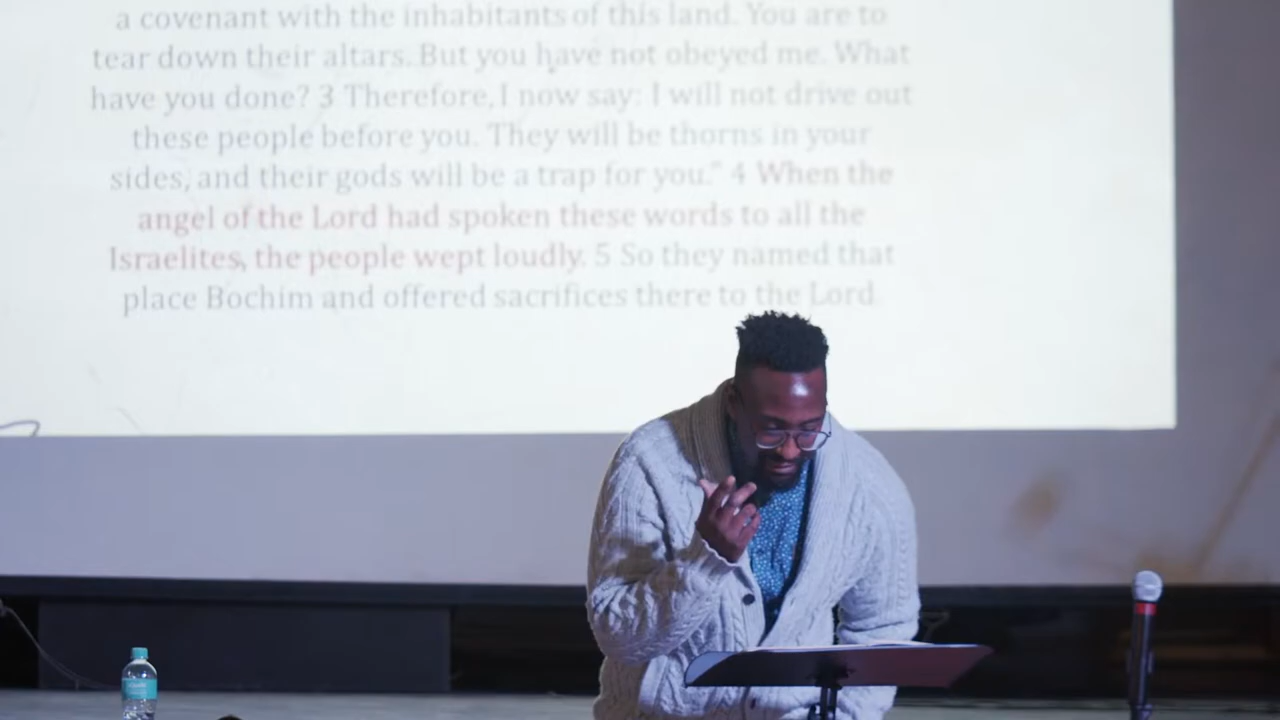 a covenant with the inhabitants of this land. You are to
tear down their altars. But you have not obeyed me. What
have you done? 3 Therefore, I now say: I will not drive out
these people before you. They will be thorns in your
sides, and their gods will be a trap for you." 4 When the
angel of the Lord had spoken these words to all the
Israelites, the people wept loudly. 5 So they named that
place Bochim and offered sacrifices there to the Lord.